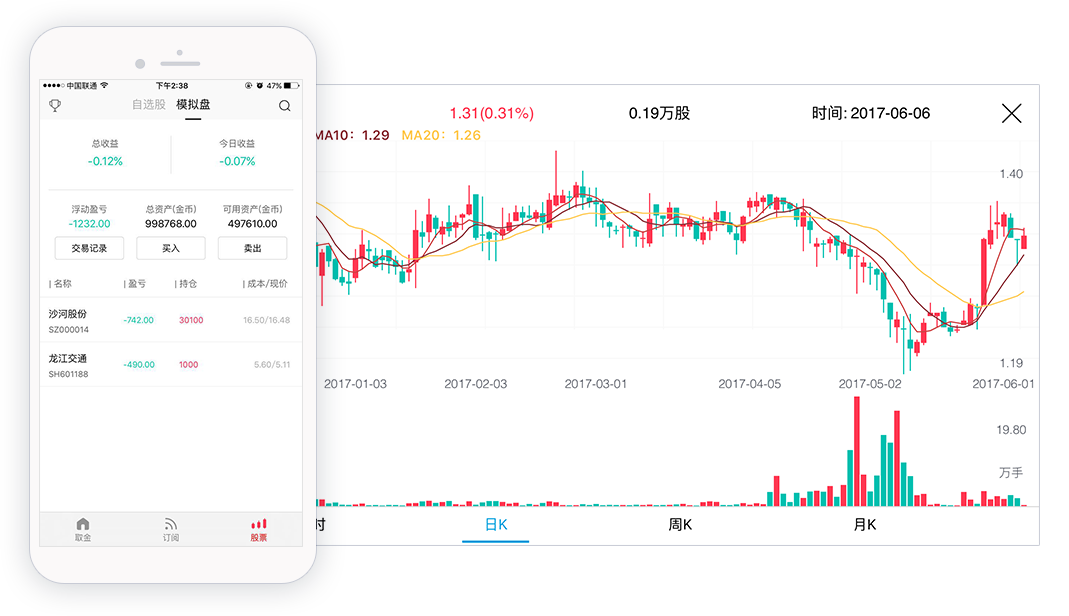 中国联通 下午2:38 47%
自选股 模拟盘
总收益 今日收益
-0.12% -0.07%
浮动盈亏 总资产(金币) 可用资产(金币)
-1232.00 998768.00 497610.00
交易记录 买入 卖出
名称 盈亏 持仓 成本/现价
沙河股份 -742.00 30100 16.50/16.48
SZ000014
龙江交通 -490.00 1000 5.60/5.11
SH601188
取金 订阅 股票
1.31(0.31%) 0.19万股 时间: 2017-06-06
MA10: 1.29 MA20: 1.26
1.40
1.19
2017-01-03 2017-02-03 2017-03-01 2017-04-05 2017-05-02 2017-06-01
19.80
万手
时 日K 周K 月K